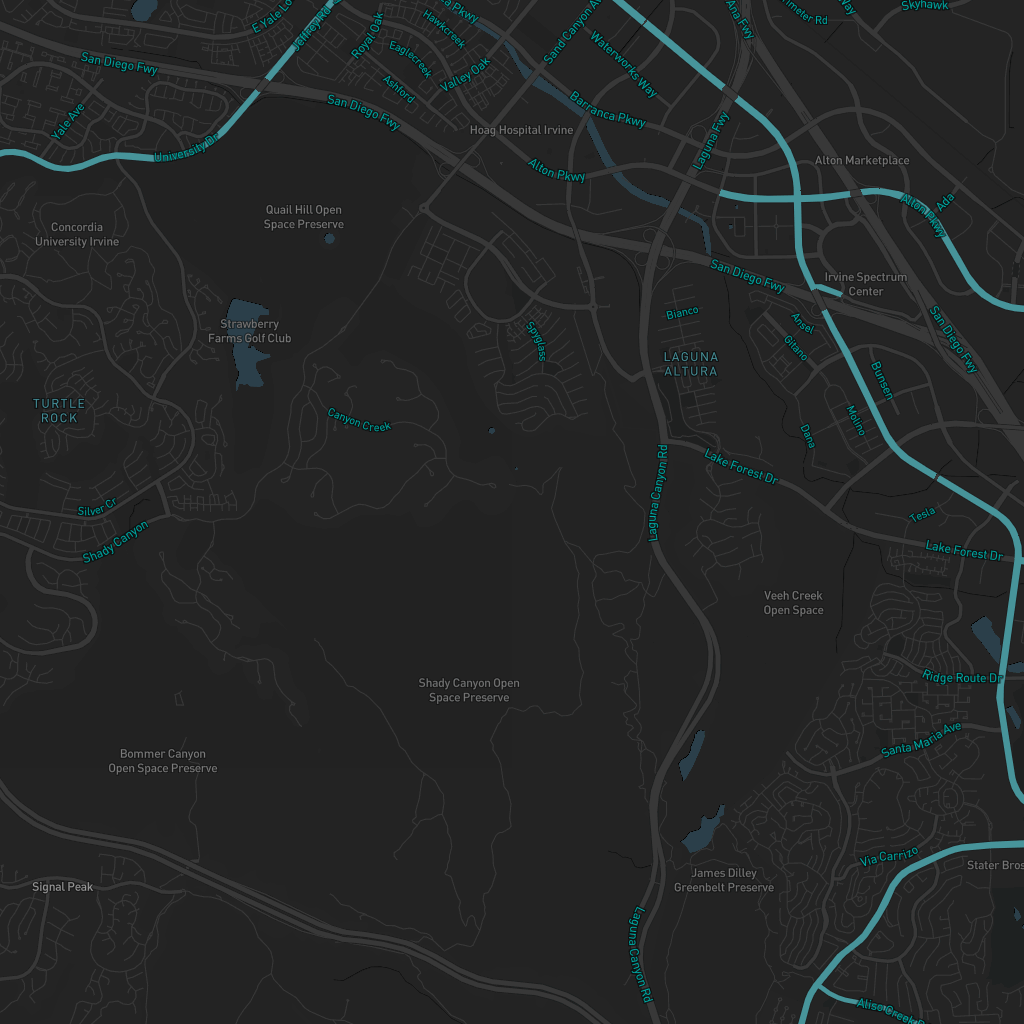 E Yale Lo
Jeffrey Rd
Royal Oak
Hawkcreek
Pkwy
Sand Canyon A
Ana Fwy
Way
Skyhawk
San Diego Fwy
Eaglecreek
Valley Oak
Waterworks Way
Ashford
Yale Ave
San Diego Fwy
Barranca Pkwy
University Dr
Hoag Hospital Irvine
Laguna Fwy
Alton Marketplace
Alton Pkwy
Alton Pkwy
Ada
Quail Hill Open
Space Preserve
Concordia
University Irvine
San Diego Fwy
Irvine Spectrum
Center
Strawberry
Farms Golf Club
Bianco
Ansel
Spyglass
Gitano
San Diego Fwy
LAGUNA
ALTURA
Bunsen
TURTLE
ROCK
Canyon Creek
Molino
Dana
Lake Forest Dr
Laguna Canyon Rd
Silver Cr
Shady Canyon
Tesla
Lake Forest Dr
Veeh Creek
Open Space
Shady Canyon Open
Space Preserve
Ridge Route Dr
Santa Maria Ave
Bommer Canyon
Open Space Preserve
Via Carrizo
Stater Bros
Signal Peak
James Dilley
Greenbelt Preserve
Laguna Canyon Rd
Aliso Creek